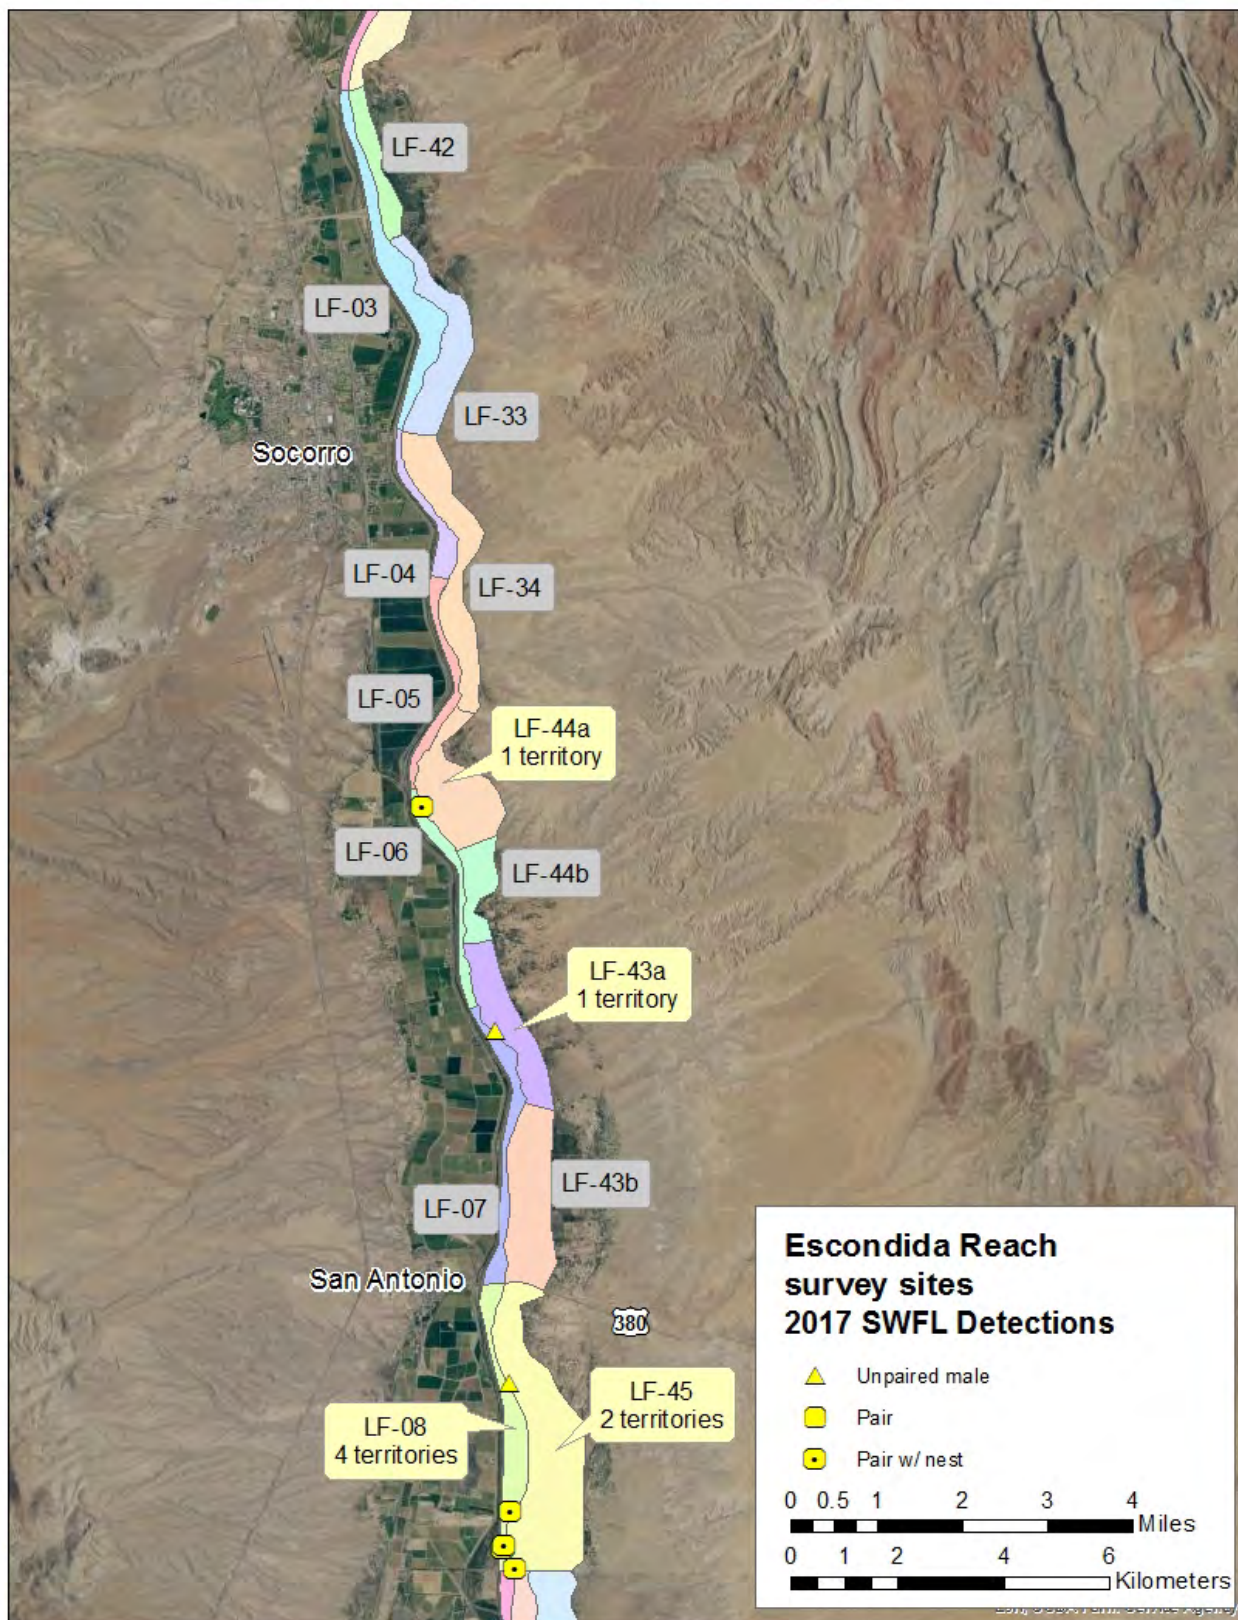 LF-42
LF-03
LF-33
Socorro
LF-04
LF-34
LF-05
LF-44a
1 territory
LF-06
LF-44b
LF-43a
1 territory
LF-43b
LF-07
San Antonio
380
LF-45
2 territories
LF-08
4 territories
Escondida Reach
survey sites
2017 SWFL Detections
Unpaired male
Pair
Pair w/ nest
0 0.5 1 2 3 4
Miles
0 1 2 4 6
Kilometers